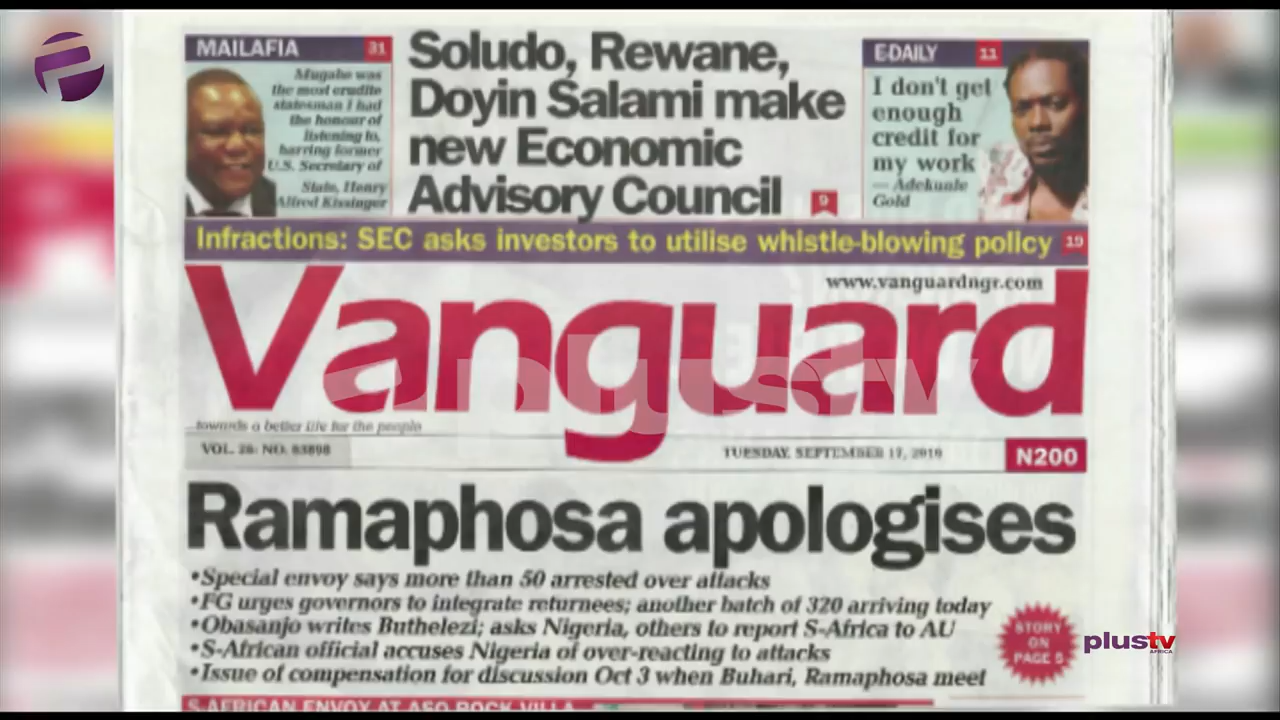 MAILAFIA 31
Mugabe was
the most erudite
statesman I had
the honour of
listening to,
barring former
U.S. Secretary of
State, Henry
Alfred Kissinger
Soludo, Rewane,
Doyin Salami make
new Economic
Advisory Council 9
E-DAILY 11
I don't get
enough
credit for
my work
— Adekunle
Gold
Infractions: SEC asks investors to utilise whistle-blowing policy 19
www.vanguardngr.com
Vanguard
plustv
...towards a better life for the people
TUESDAY, SEPTEMBER 17, 2019
N200
Ramaphosa apologises
•Special envoy says more than 50 arrested over attacks
•FG urges governors to integrate returnees; another batch of 320 arriving today
•Obasanjo writes Buthelezi; asks Nigeria, others to report S-Africa to AU
•S-African official accuses Nigeria of over-reacting to attacks
•Issue of compensation for discussion Oct 3 when Buhari, Ramaphosa meet
STORY
ON
PAGE 5
plustv
AFRICA
S-AFRICAN ENVOY AT ASO ROCK VILLA